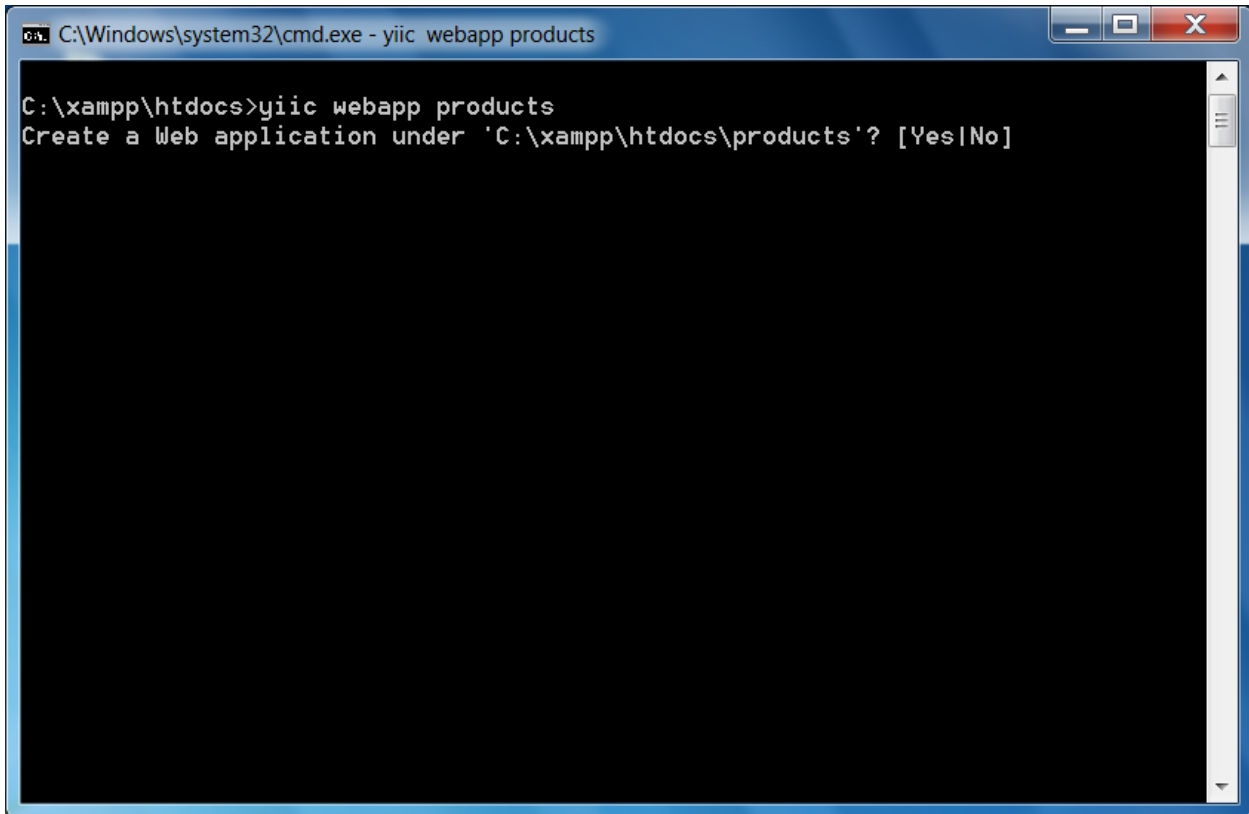 C:\Windows\system32\cmd.exe - yiic  webapp products
C:\xampp\htdocs>yiic webapp products
Create a Web application under 'C:\xampp\htdocs\products'? [Yes|No]